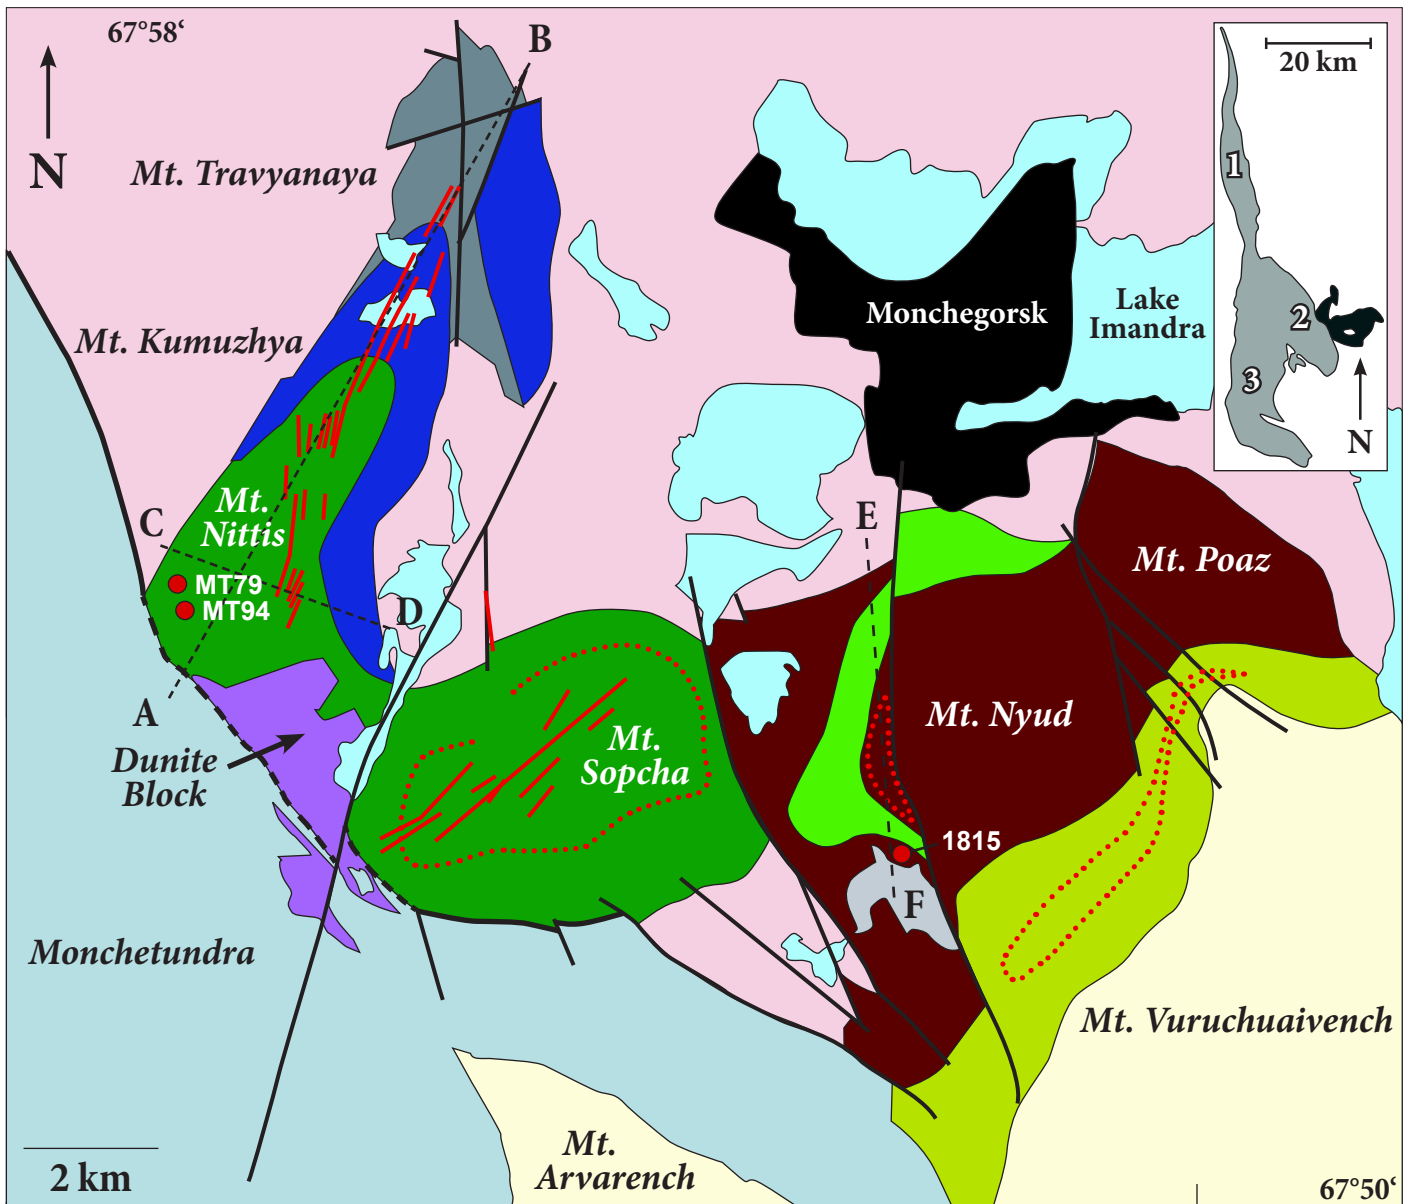 67°58‘
B
20 km
N
Mt. Travyanaya
1
2
3
N
Monchegorsk
Lake
Imandra
Mt. Kumuzhya
Mt.
Nittis
C
E
Mt. Poaz
MT79
MT94
D
A
Mt. Nyud
Dunite
Block
Mt.
Sopcha
1815
F
Monchetundra
Mt. Vuruchuaivench
Mt.
Arvarench
2 km
67°50‘